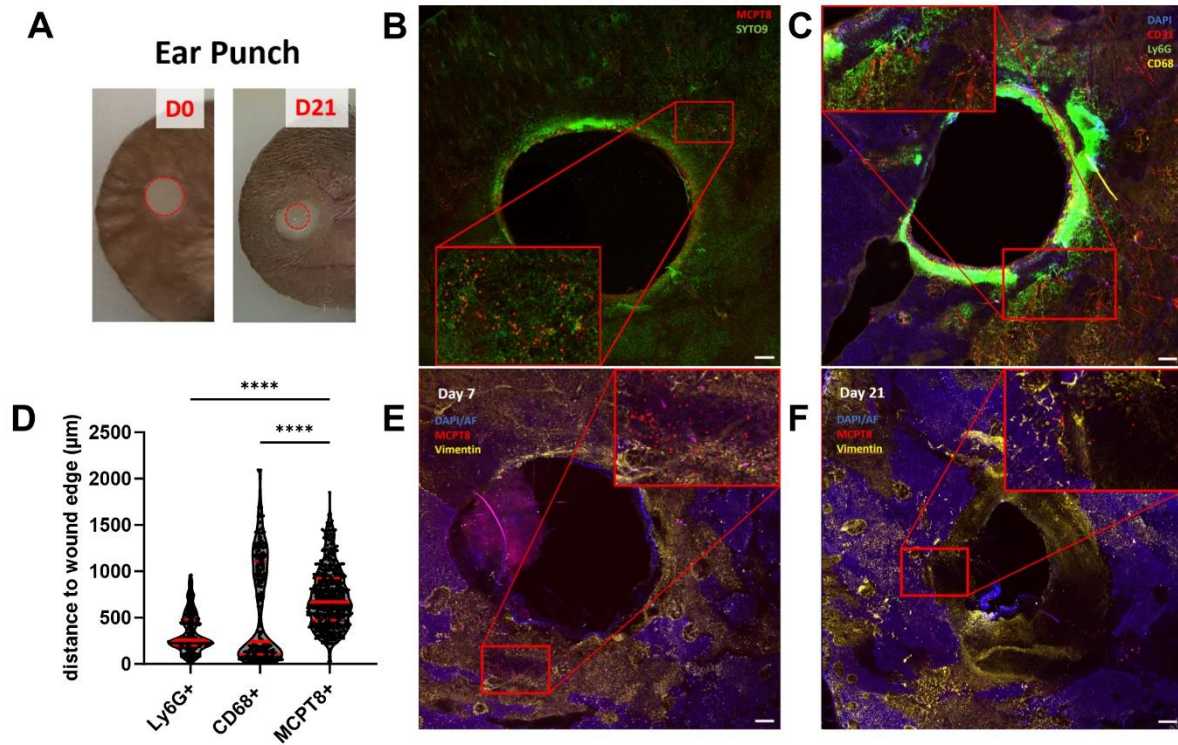 A
Ear Punch
D0
D21
B
MCPT8
SYTO9
C
DAPI
CD31
Ly6G
CD68
D
****
****
distance to wound edge (µm)
2500
2000
1500
1000
500
0
Ly6G+
CD68+
MCPT8+
E
Day 7
DAPI/AF
MCPT8
Vimentin
F
Day 21
DAPI/AF
MCPT8
Vimentin